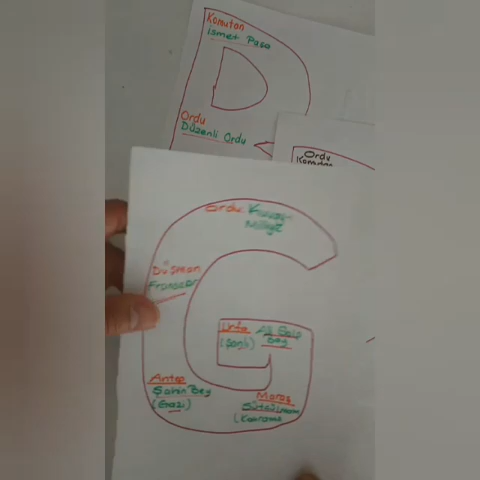 Komutan
İsmet Paşa
D
Ordu
Düzenli Ordu
Ordu
Ordu Kuvay-ı
Milliye
Düşman
Fransızlar
G
Urfa Ali Saip
(Şanlı) Bey
Antep
Şahin Bey
(Gazi)
Maraş
Sütçü İmam
(Kahraman